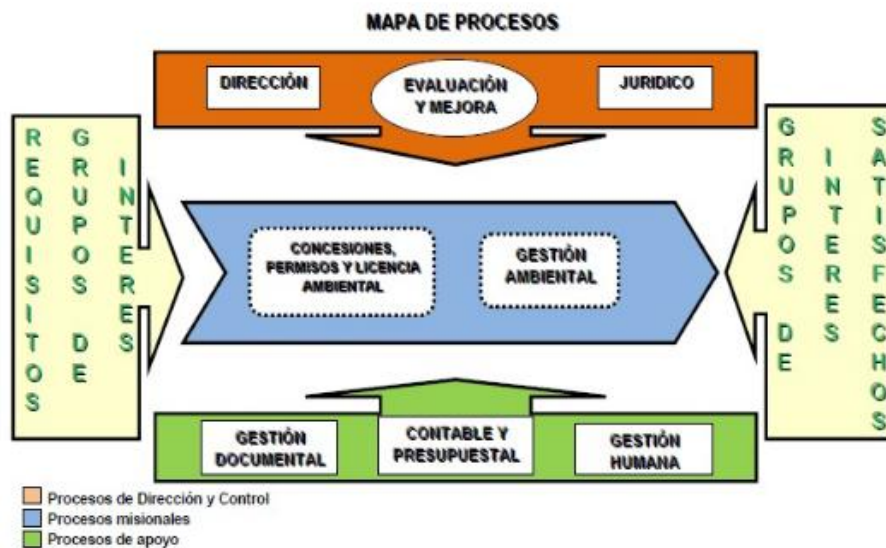 MAPA DE PROCESOS
DIRECCIÓN
EVALUACIÓN
Y MEJORA
JURIDICO
REQUISITOS
GRUPOS DE
INTERES
CONCESIONES,
PERMISOS Y LICENCIA
AMBIENTAL
GESTIÓN
AMBIENTAL
GRUPOS DE
INTERES
SATISFECHOS
GESTIÓN
DOCUMENTAL
CONTABLE Y
PRESUPUESTAL
GESTIÓN
HUMANA
Procesos de Dirección y Control
Procesos misionales
Procesos de apoyo